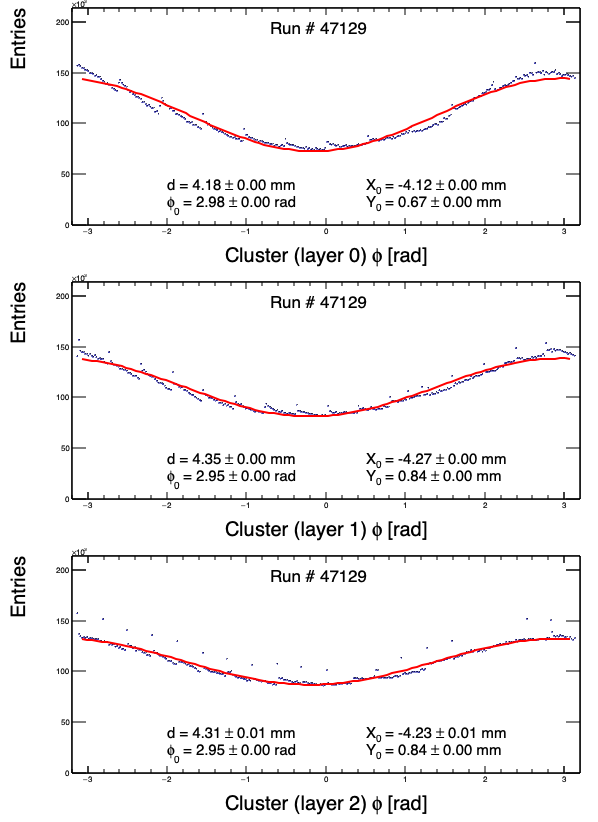 ×10²
200
150
100
50
0
Entries
Run # 47129
d = 4.18 ± 0.00 mm
X₀ = -4.12 ± 0.00 mm
ϕ₀ = 2.98 ± 0.00 rad
Y₀ = 0.67 ± 0.00 mm
−3 −2 −1 0 1 2 3
Cluster (layer 0) ϕ [rad]
×10²
200
150
100
50
0
Entries
Run # 47129
d = 4.35 ± 0.00 mm
X₀ = -4.27 ± 0.00 mm
ϕ₀ = 2.95 ± 0.00 rad
Y₀ = 0.84 ± 0.00 mm
−3 −2 −1 0 1 2 3
Cluster (layer 1) ϕ [rad]
×10²
200
150
100
50
0
Entries
Run # 47129
d = 4.31 ± 0.01 mm
X₀ = -4.23 ± 0.01 mm
ϕ₀ = 2.95 ± 0.00 rad
Y₀ = 0.84 ± 0.00 mm
−3 −2 −1 0 1 2 3
Cluster (layer 2) ϕ [rad]